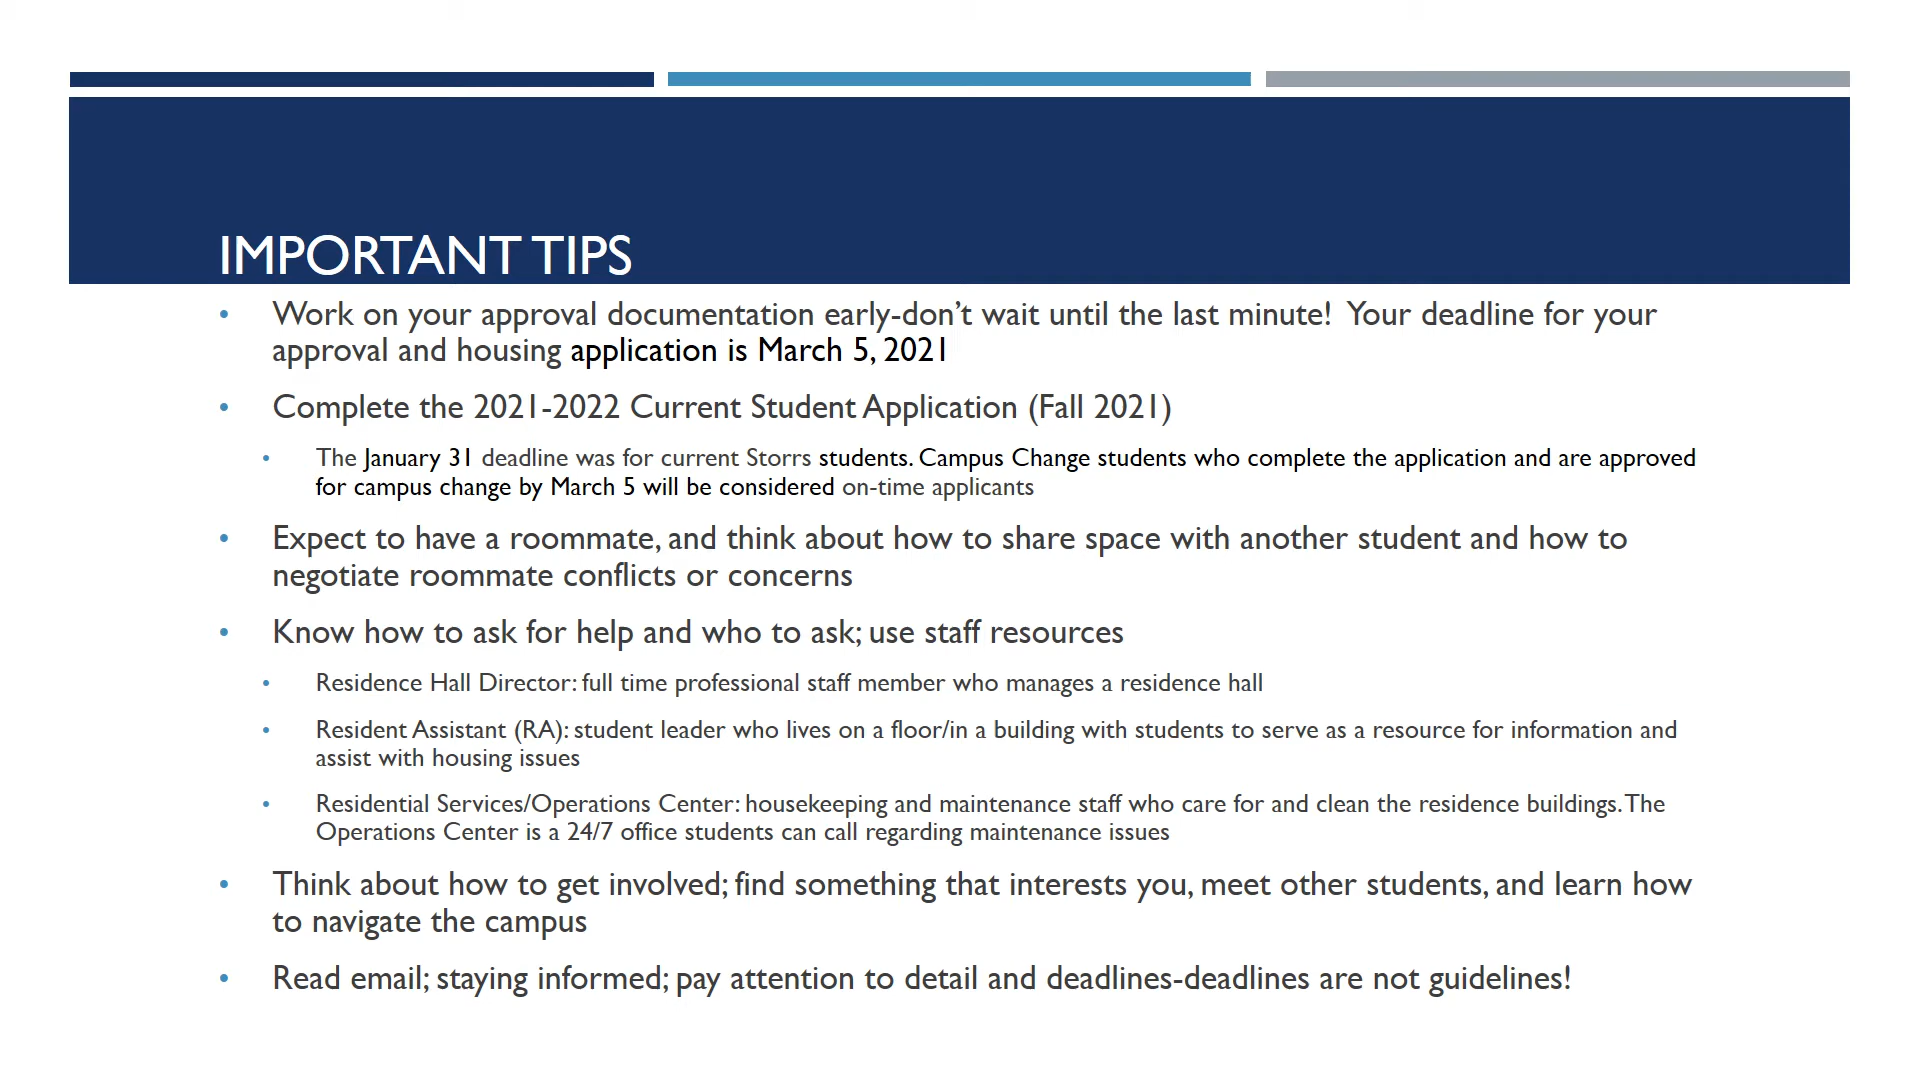 IMPORTANT TIPS
• Work on your approval documentation early-don't wait until the last minute!  Your deadline for your
approval and housing application is March 5, 2021
• Complete the 2021-2022 Current Student Application (Fall 2021)
• The January 31 deadline was for current Storrs students. Campus Change students who complete the application and are approved
for campus change by March 5 will be considered on-time applicants
• Expect to have a roommate, and think about how to share space with another student and how to
negotiate roommate conflicts or concerns
• Know how to ask for help and who to ask; use staff resources
• Residence Hall Director: full time professional staff member who manages a residence hall
• Resident Assistant (RA): student leader who lives on a floor/in a building with students to serve as a resource for information and
assist with housing issues
• Residential Services/Operations Center: housekeeping and maintenance staff who care for and clean the residence buildings. The
Operations Center is a 24/7 office students can call regarding maintenance issues
• Think about how to get involved; find something that interests you, meet other students, and learn how
to navigate the campus
• Read email; staying informed; pay attention to detail and deadlines-deadlines are not guidelines!